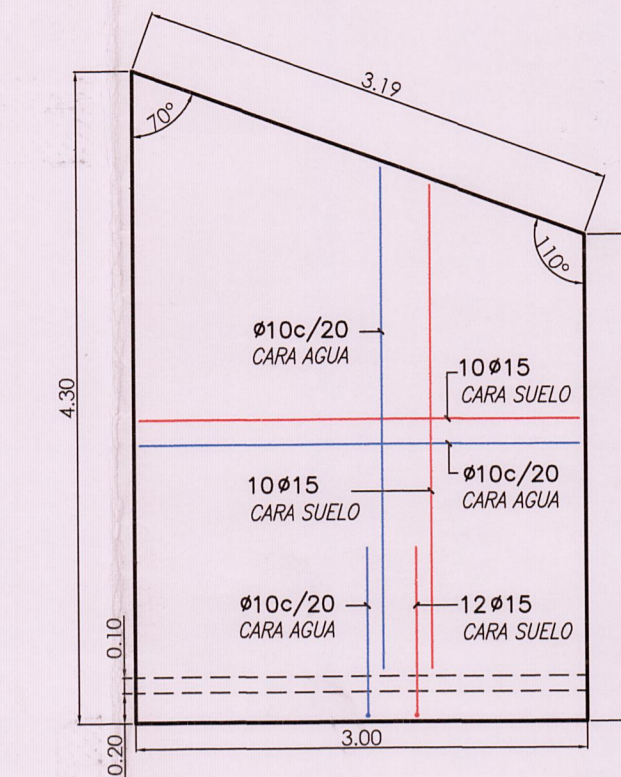 3.19
70°
110°
Ø10c/20
CARA AGUA
10Ø15
CARA SUELO
4.30
Ø10c/20
CARA AGUA
10Ø15
CARA SUELO
Ø10c/20
CARA AGUA
12Ø15
CARA SUELO
0.10
0.20
3.00